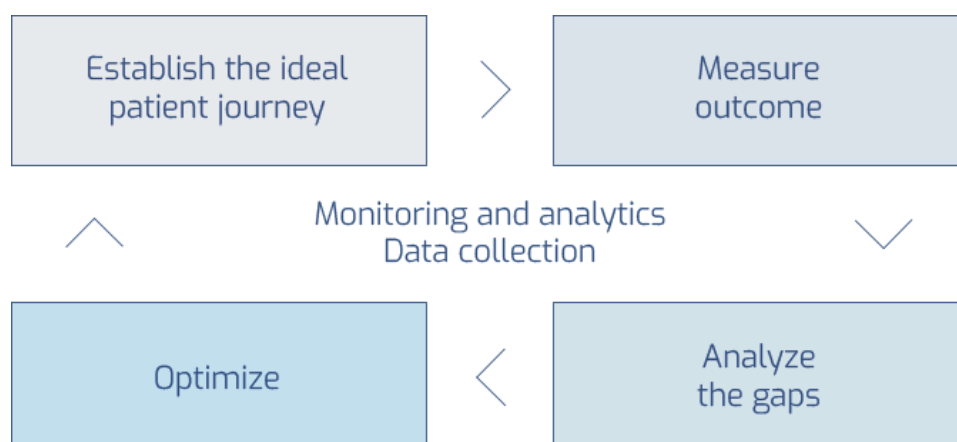 Establish the ideal
patient journey
Measure
outcome
Monitoring and analytics
Data collection
Optimize
Analyze
the gaps